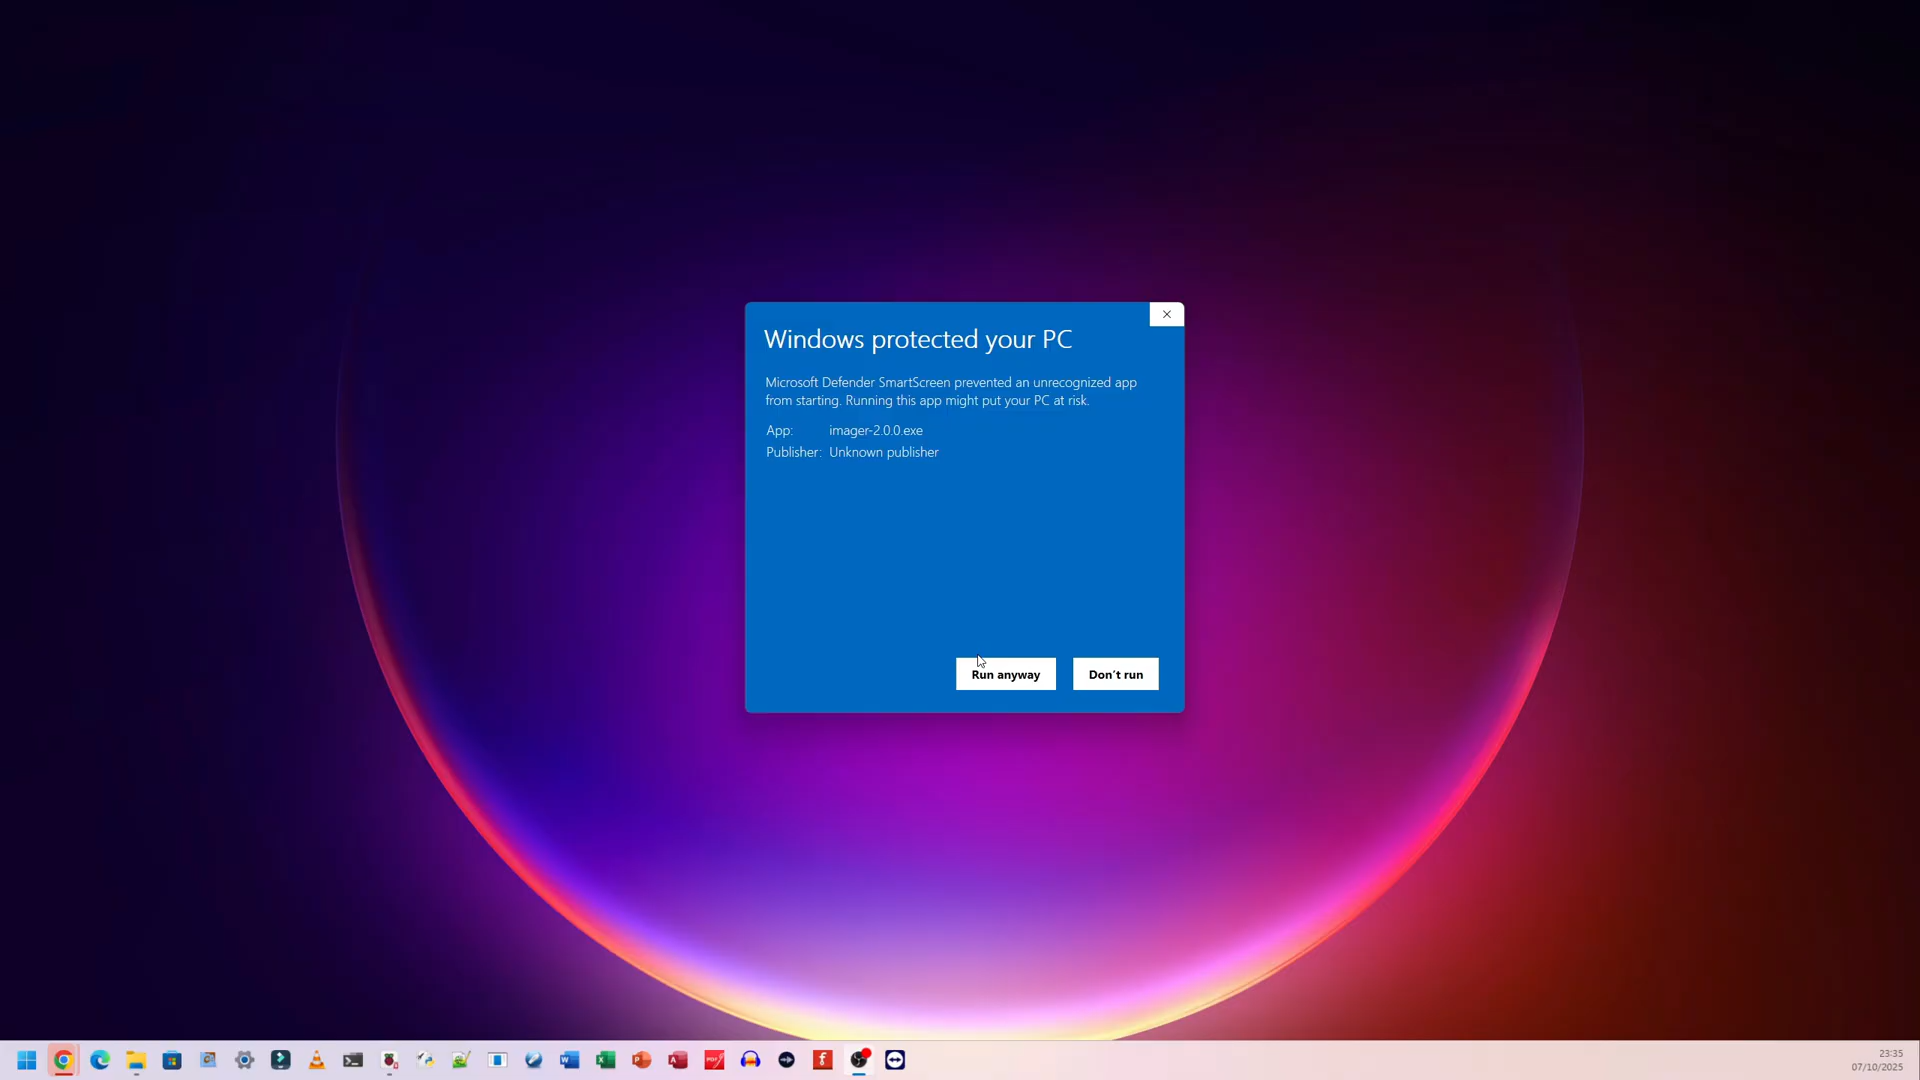 Windows protected your PC
Microsoft Defender SmartScreen prevented an unrecognized app
from starting. Running this app might put your PC at risk.
App: imager-2.0.0.exe
Publisher: Unknown publisher
Run anyway
Don't run
23:35
07/10/2025